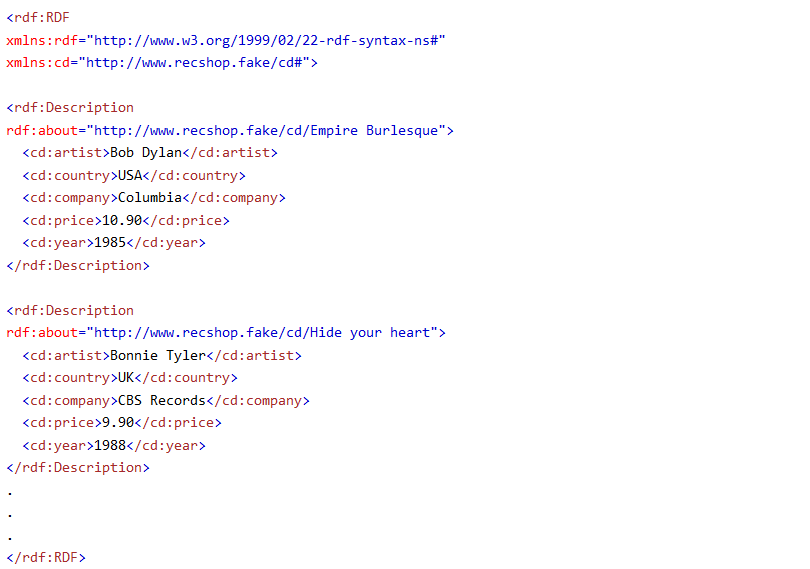 <rdf:RDF
xmlns:rdf="http://www.w3.org/1999/02/22-rdf-syntax-ns#"
xmlns:cd="http://www.recshop.fake/cd#">
<rdf:Description
rdf:about="http://www.recshop.fake/cd/Empire Burlesque">
<cd:artist>Bob Dylan</cd:artist>
<cd:country>USA</cd:country>
<cd:company>Columbia</cd:company>
<cd:price>10.90</cd:price>
<cd:year>1985</cd:year>
</rdf:Description>
<rdf:Description
rdf:about="http://www.recshop.fake/cd/Hide your heart">
<cd:artist>Bonnie Tyler</cd:artist>
<cd:country>UK</cd:country>
<cd:company>CBS Records</cd:company>
<cd:price>9.90</cd:price>
<cd:year>1988</cd:year>
</rdf:Description>
.
.
.
</rdf:RDF>